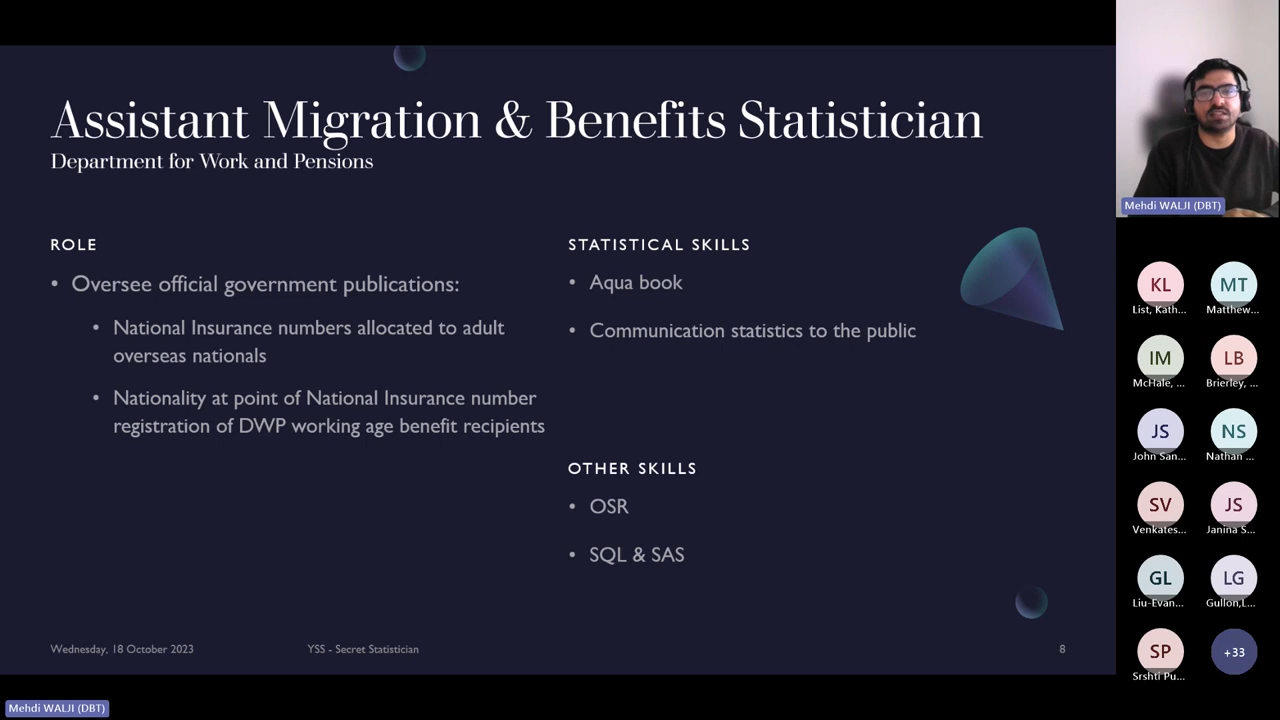 Assistant Migration & Benefits Statistician
Department for Work and Pensions
ROLE
• Oversee official government publications:
• National Insurance numbers allocated to adult
overseas nationals
• Nationality at point of National Insurance number
registration of DWP working age benefit recipients
STATISTICAL SKILLS
• Aqua book
• Communication statistics to the public
OTHER SKILLS
• OSR
• SQL & SAS
Wednesday, 18 October 2023
YSS - Secret Statistician
8
Mehdi WALJI (DBT)
KL
List, Kath...
MT
Matthew...
IM
McHale, ...
LB
Brierley, ...
JS
John San...
NS
Nathan ...
SV
Venkates...
JS
Janina S...
GL
Liu-Evan...
LG
Gullon,L...
SP
Srshti Pu...
+33
Mehdi WALJI (DBT)